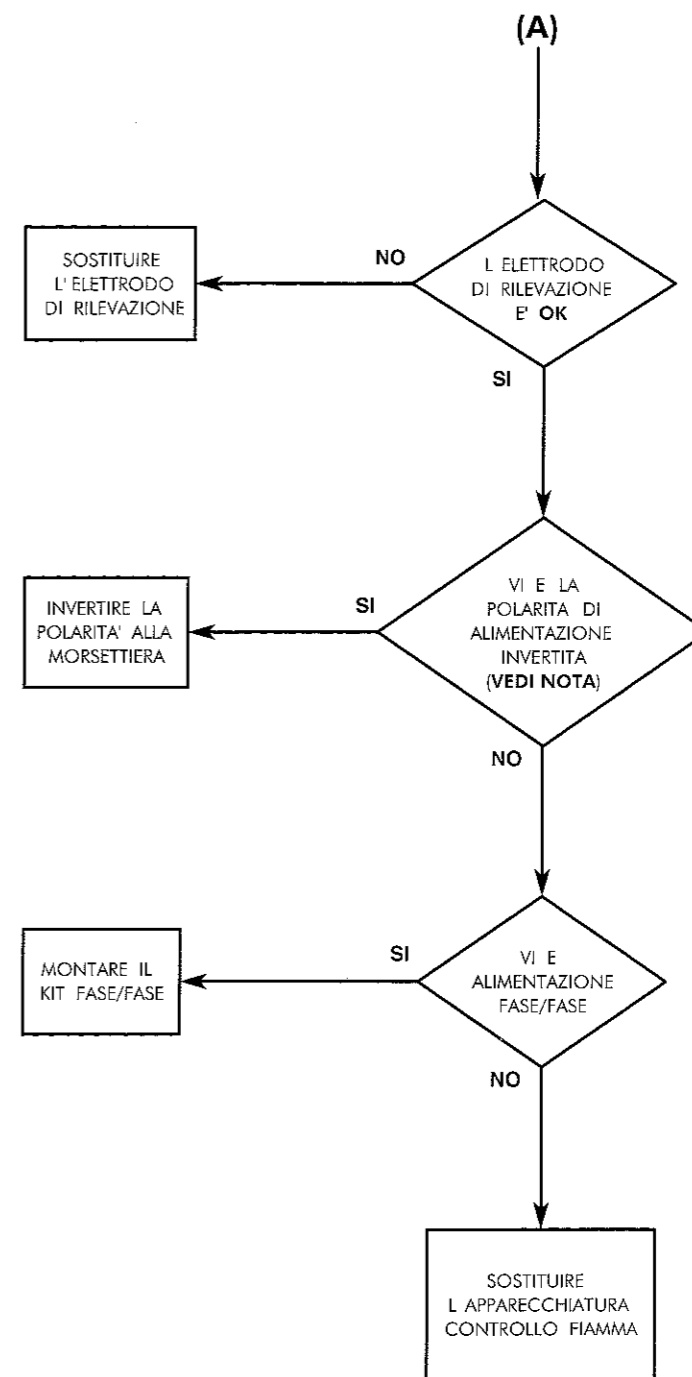 (A)
L ELETTRODO
DI RILEVAZIONE
E' OK
NO
SOSTITUIRE
L'ELETTRODO
DI RILEVAZIONE
SI
VI E LA
POLARITA DI
ALIMENTAZIONE
INVERTITA
(VEDI NOTA)
SI
INVERTIRE LA
POLARITA' ALLA
MORSETTIERA
NO
VI E
ALIMENTAZIONE
FASE/FASE
SI
MONTARE IL
KIT FASE/FASE
NO
SOSTITUIRE
L APPARECCHIATURA
CONTROLLO FIAMMA